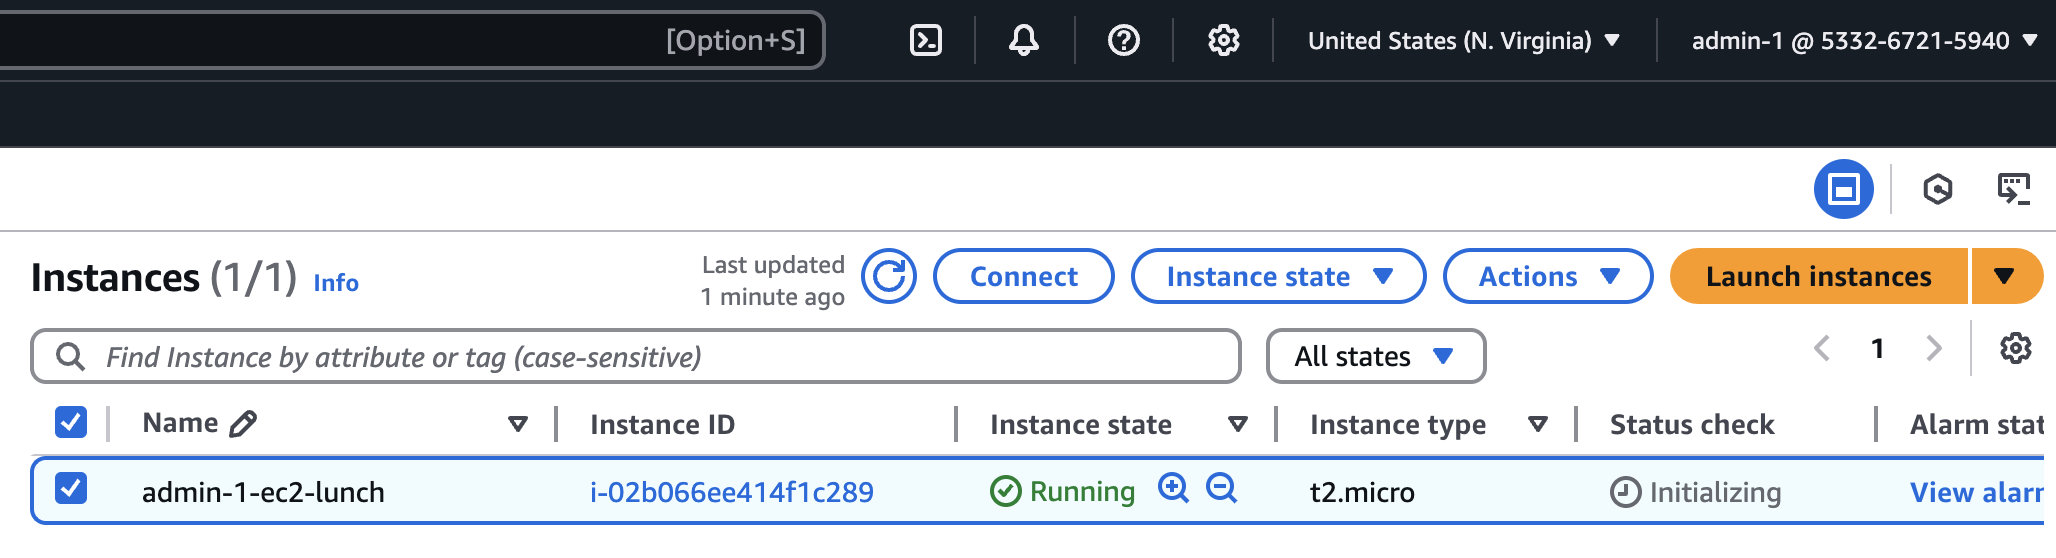 [Option+S]
United States (N. Virginia)
admin-1 @ 5332-6721-5940
Instances (1/1) Info
Last updated
1 minute ago
Connect
Instance state
Actions
Launch instances
Find Instance by attribute or tag (case-sensitive)
All states
1
Name
Instance ID
Instance state
Instance type
Status check
Alarm stat
admin-1-ec2-lunch
i-02b066ee414f1c289
Running
t2.micro
Initializing
View alarr